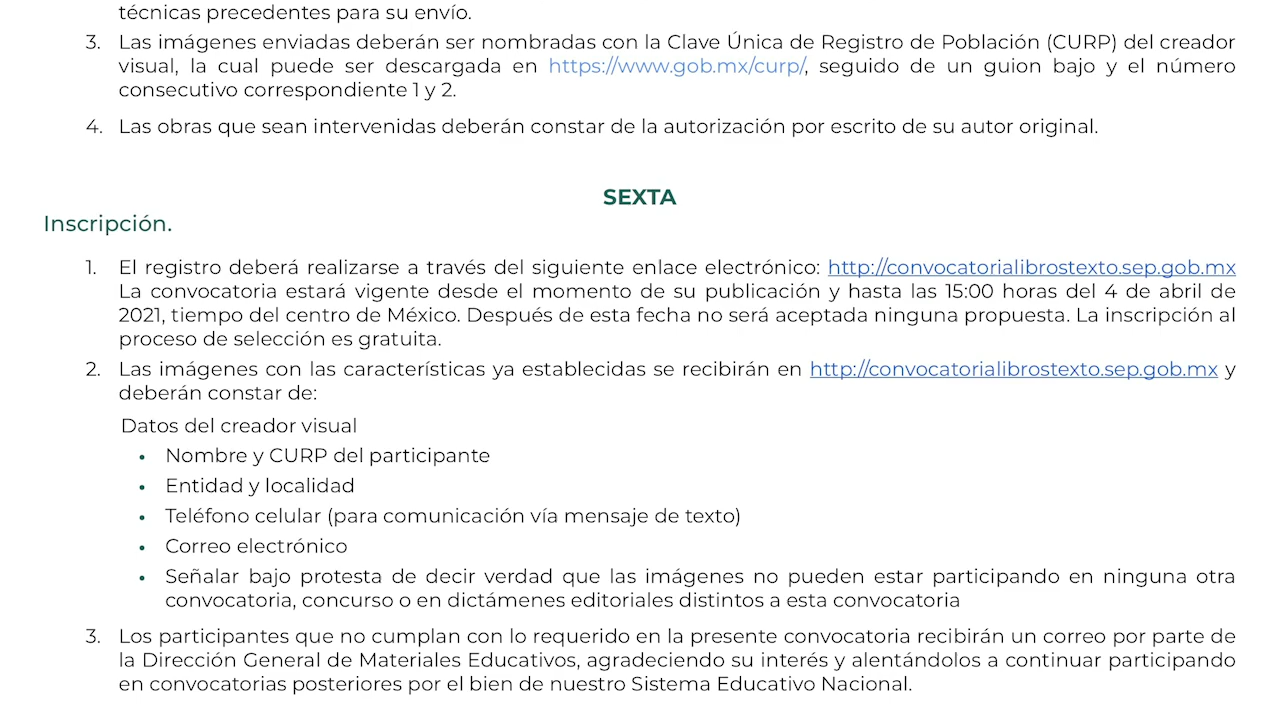 técnicas precedentes para su envío.
3. Las imágenes enviadas deberán ser nombradas con la Clave Única de Registro de Población (CURP) del creador
visual, la cual puede ser descargada en https://www.gob.mx/curp/, seguido de un guion bajo y el número
consecutivo correspondiente 1 y 2.
4. Las obras que sean intervenidas deberán constar de la autorización por escrito de su autor original.
SEXTA
Inscripción.
1. El registro deberá realizarse a través del siguiente enlace electrónico: http://convocatorialibrostexto.sep.gob.mx
La convocatoria estará vigente desde el momento de su publicación y hasta las 15:00 horas del 4 de abril de
2021, tiempo del centro de México. Después de esta fecha no será aceptada ninguna propuesta. La inscripción al
proceso de selección es gratuita.
2. Las imágenes con las características ya establecidas se recibirán en http://convocatorialibrostexto.sep.gob.mx y
deberán constar de:
Datos del creador visual
• Nombre y CURP del participante
• Entidad y localidad
• Teléfono celular (para comunicación vía mensaje de texto)
• Correo electrónico
• Señalar bajo protesta de decir verdad que las imágenes no pueden estar participando en ninguna otra
convocatoria, concurso o en dictámenes editoriales distintos a esta convocatoria
3. Los participantes que no cumplan con lo requerido en la presente convocatoria recibirán un correo por parte de
la Dirección General de Materiales Educativos, agradeciendo su interés y alentándolos a continuar participando
en convocatorias posteriores por el bien de nuestro Sistema Educativo Nacional.